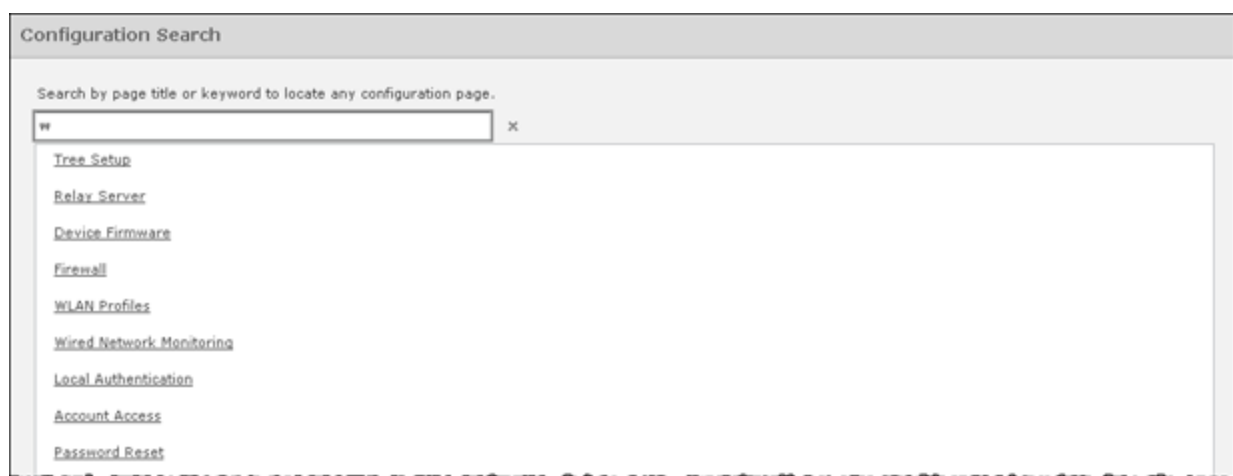 Configuration Search
Search by page title or keyword to locate any configuration page.
w
Tree Setup
Relay Server
Device Firmware
Firewall
WLAN Profiles
Wired Network Monitoring
Local Authentication
Account Access
Password Reset